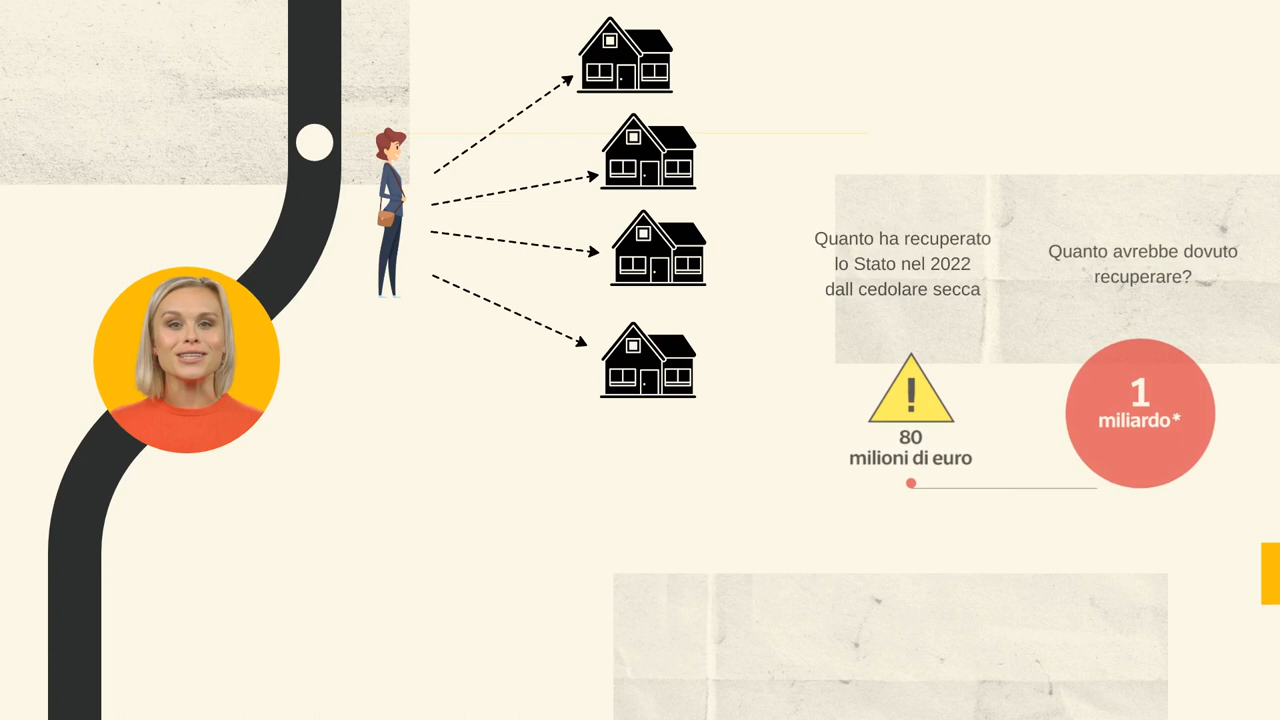 Quanto ha recuperato
lo Stato nel 2022
dall cedolare secca
80
milioni di euro
Quanto avrebbe dovuto
recuperare?
1
miliardo*